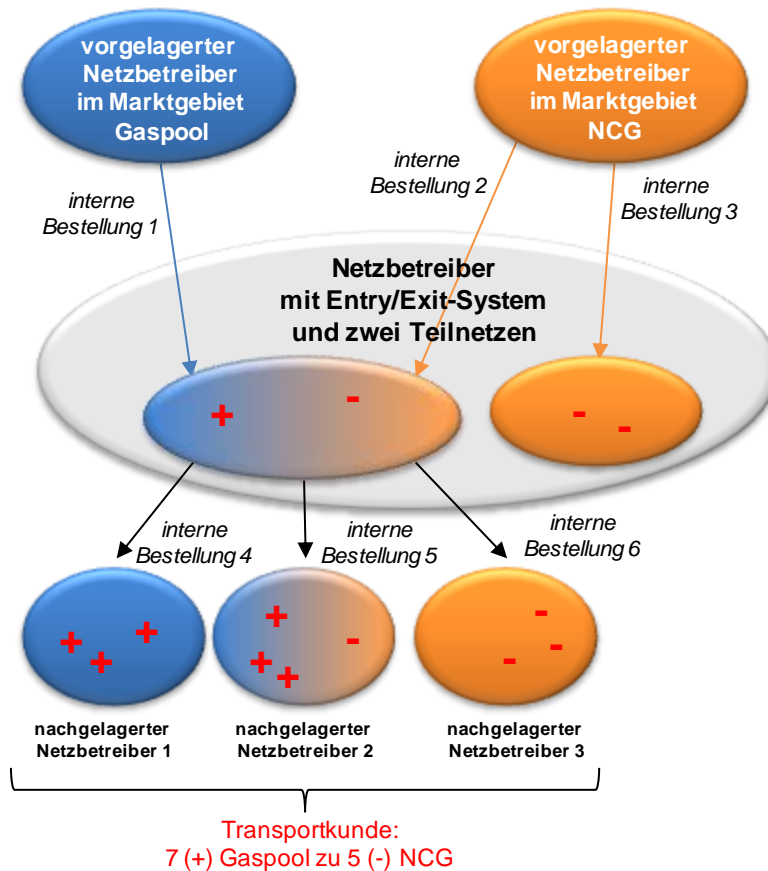 vorgelagerter
Netzbetreiber
im Marktgebiet
Gaspool
vorgelagerter
Netzbetreiber
im Marktgebiet
NCG
interne
Bestellung 1
interne
Bestellung 2
interne
Bestellung 3
Netzbetreiber
mit Entry/Exit-System
und zwei Teilnetzen
+
-
-
-
interne
Bestellung 4
interne
Bestellung 5
interne
Bestellung 6
+
+
+
+
+
+
-
-
-
-
nachgelagerter
Netzbetreiber 1
nachgelagerter
Netzbetreiber 2
nachgelagerter
Netzbetreiber 3
Transportkunde:
7 (+) Gaspool zu 5 (-) NCG